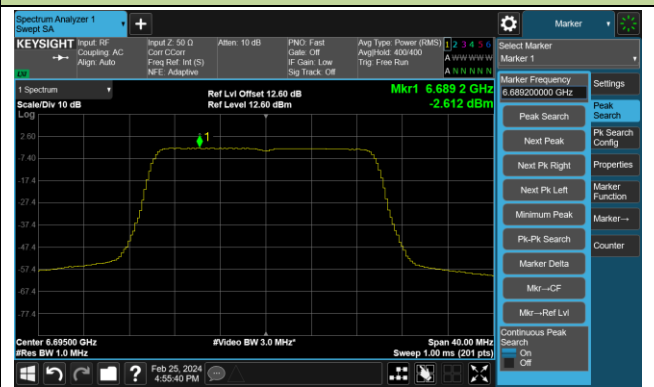 Spectrum Analyzer 1
Swept SA
+
Marker
KEYSIGHT
Input: RF
Coupling: AC
Align: Auto
Input Z: 50 Ω
Corr CCorr
Freq Ref: Int (S)
NFE: Adaptive
Atten: 10 dB
PNO: Fast
Gate: Off
IF Gain: Low
Sig Track: Off
Avg Type: Power (RMS)
Avg|Hold: 400/400
Trig: Free Run
1 2 3 4 5 6
A W W W W W
A N N N N N
LXI
Select Marker
Marker 1
1 Spectrum
Scale/Div 10 dB
Log
Ref Lvl Offset 12.60 dB
Ref Level 12.60 dBm
Mkr1 6.689 2 GHz
-2.612 dBm
1
2.60
-7.40
-17.4
-27.4
-37.4
-47.4
-57.4
-67.4
-77.4
Center 6.69500 GHz
#Res BW 1.0 MHz
#Video BW 3.0 MHz*
Span 40.00 MHz
Sweep 1.00 ms (201 pts)
Marker Frequency
6.689200000 GHz
Peak Search
Next Peak
Next Pk Right
Next Pk Left
Minimum Peak
Pk-Pk Search
Marker Delta
Mkr→CF
Mkr→Ref Lvl
Continuous Peak
Search
On
Off
Settings
Peak
Search
Pk Search
Config
Properties
Marker
Function
Marker→
Counter
?
Feb 25, 2024
4:55:40 PM